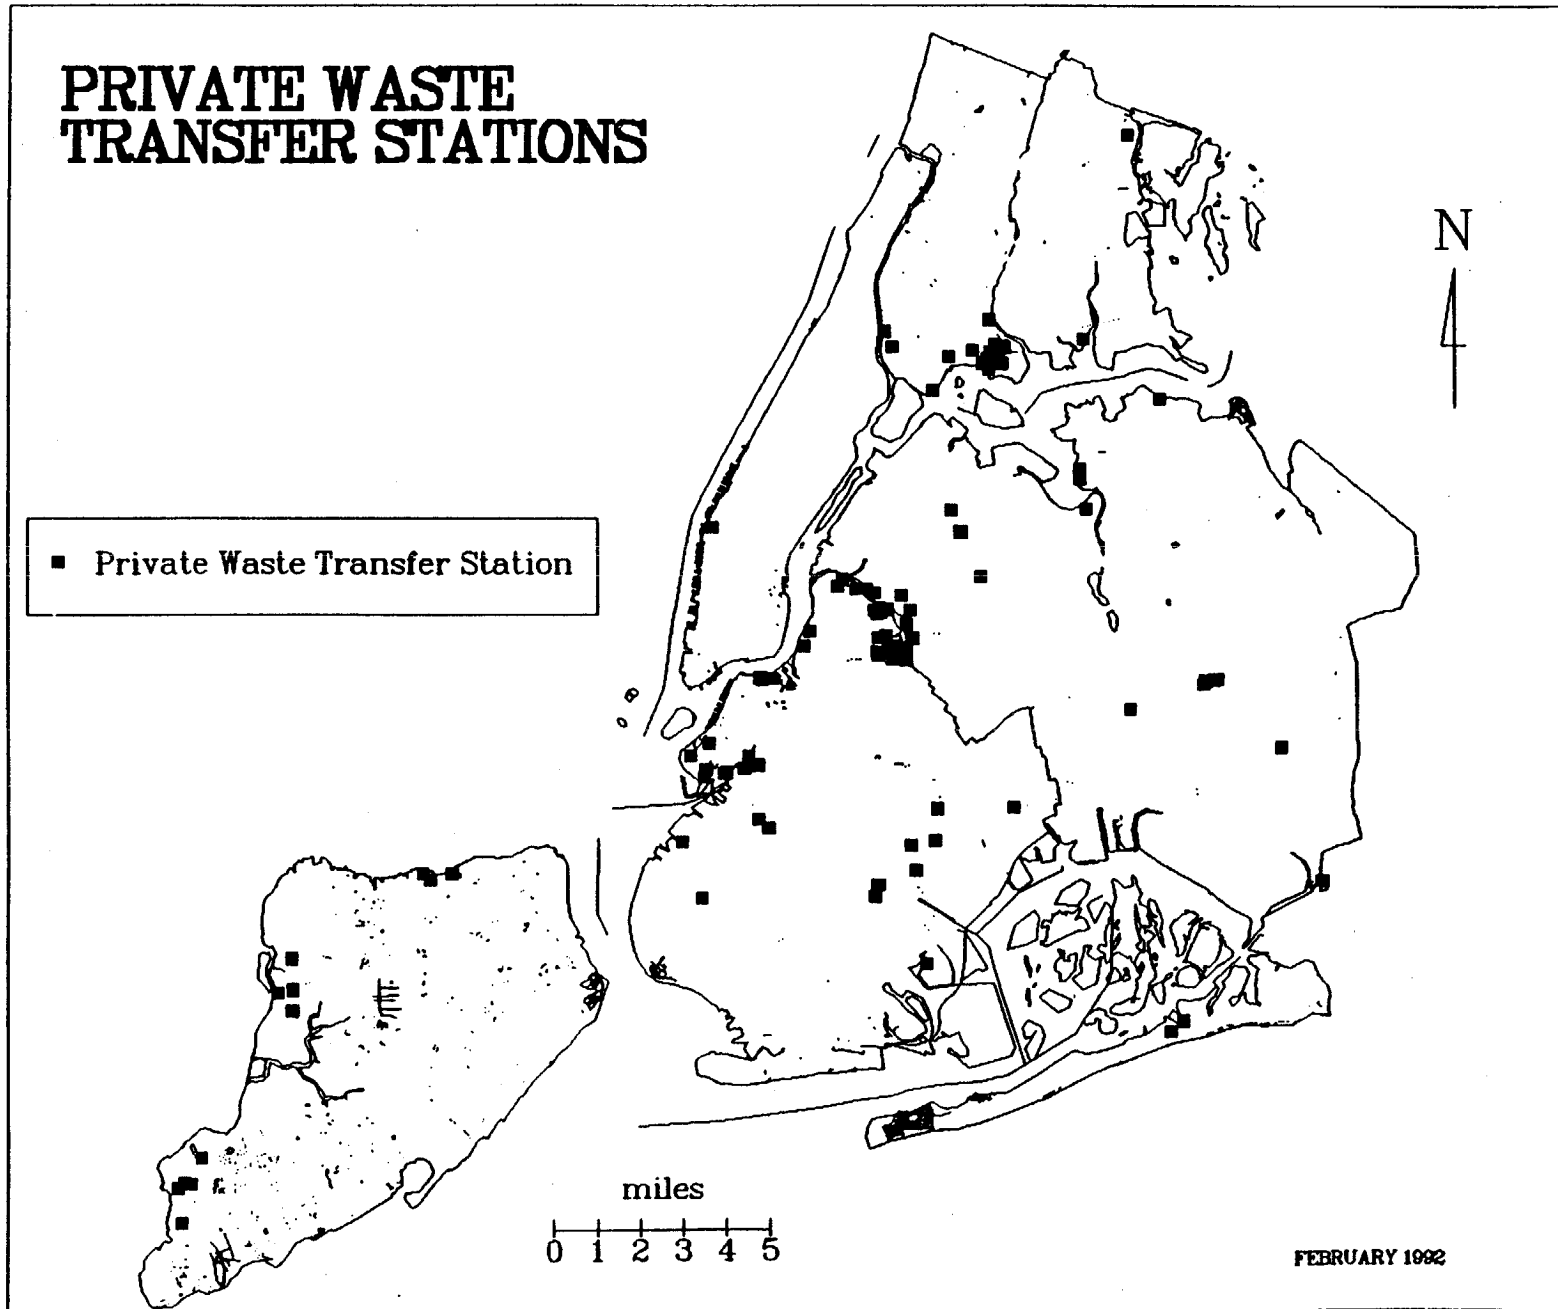 PRIVATE WASTE
TRANSFER STATIONS
N
Private Waste Transfer Station
miles
0 1 2 3 4 5
FEBRUARY 1992